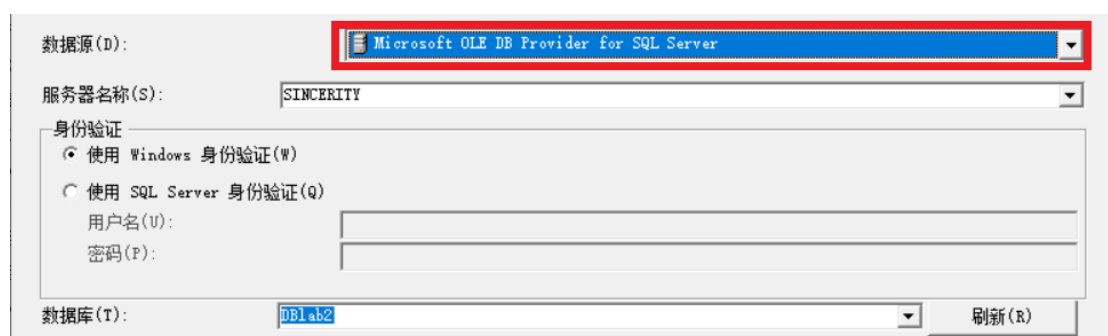 数据源(D): Microsoft OLE DB Provider for SQL Server
服务器名称(S): SINCERITY
身份验证
使用 Windows 身份验证(W)
使用 SQL Server 身份验证(Q)
用户名(U):
密码(P):
数据库(T): DBlab2 刷新(R)